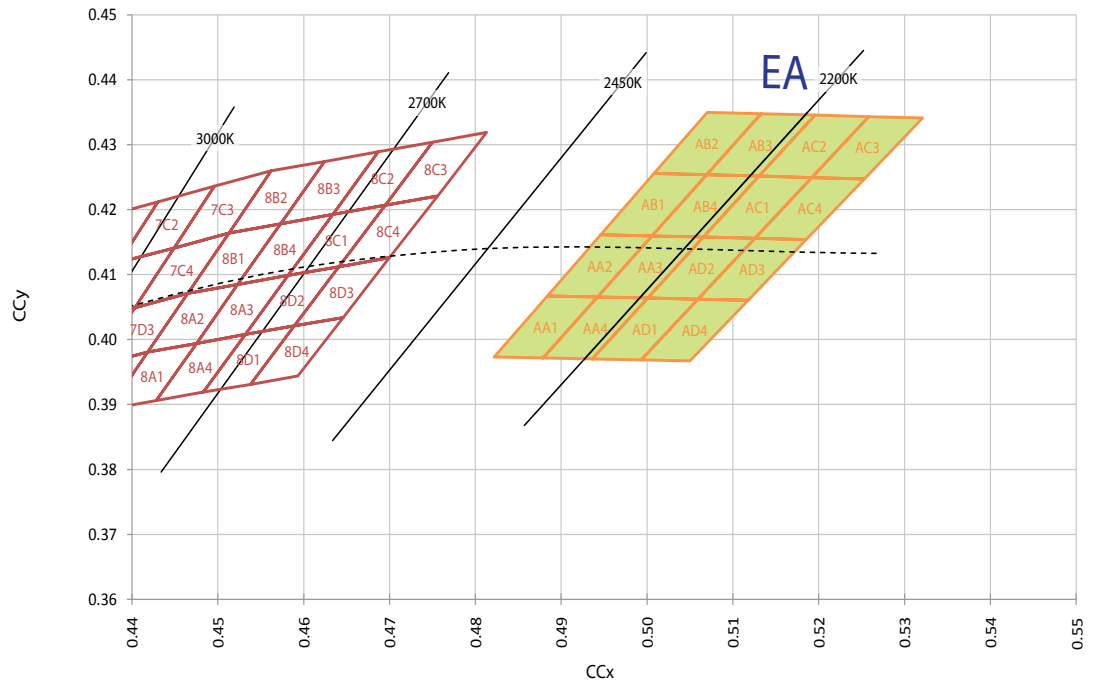 0.45
0.44
0.43
0.42
0.41
0.40
0.39
0.38
0.37
0.36
CCy
0.44
0.45
0.46
0.47
0.48
0.49
0.50
0.51
0.52
0.53
0.54
0.55
CCx
EA
3000K
2700K
2450K
2200K
7C2
7C3
8B2
8B3
8C2
8C3
7C4
8B1
8B4
8C1
8C4
7D3
8A2
8A3
8D2
8D3
8A1
8A4
8D1
8D4
AB2
AB3
AC2
AC3
AB1
AB4
AC1
AC4
AA2
AA3
AD2
AD3
AA1
AA4
AD1
AD4